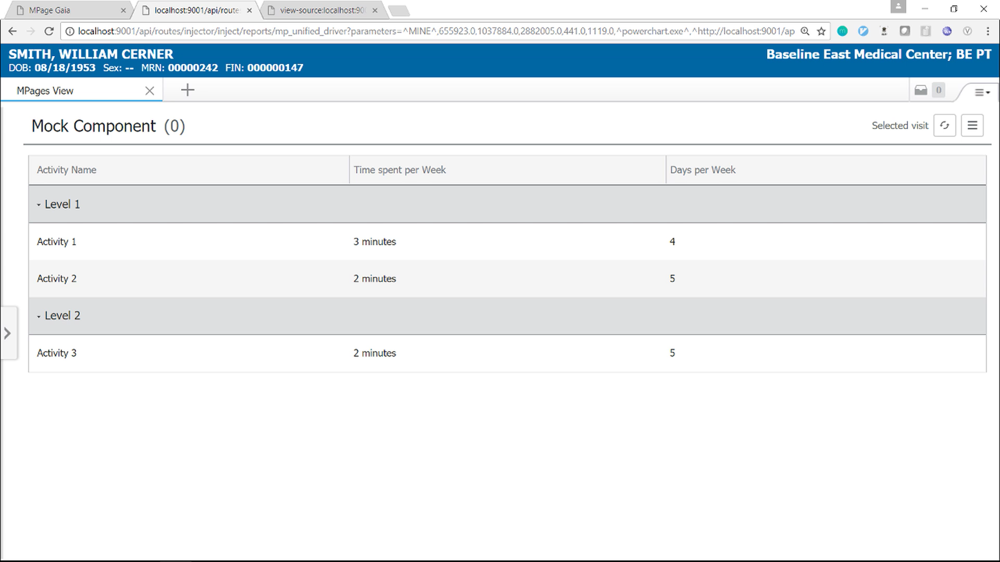 MPage Gaia
localhost:9001/api/route
view-source:localhost:90
localhost:9001/api/routes/injector/inject/reports/mp_unified_driver?parameters=^MINE^,655923.0,1037884.0,2882005.0,441.0,1119.0,^powerchart.exe^,^http://localhost:9001/ap
SMITH, WILLIAM CERNER
Baseline East Medical Center; BE PT
DOB: 08/18/1953 Sex: -- MRN: 00000242 FIN: 000000147
MPages View
0
Mock Component (0)
Selected visit
Activity Name Time spent per Week Days per Week
Level 1
Activity 1 3 minutes 4
Activity 2 2 minutes 5
Level 2
Activity 3 2 minutes 5